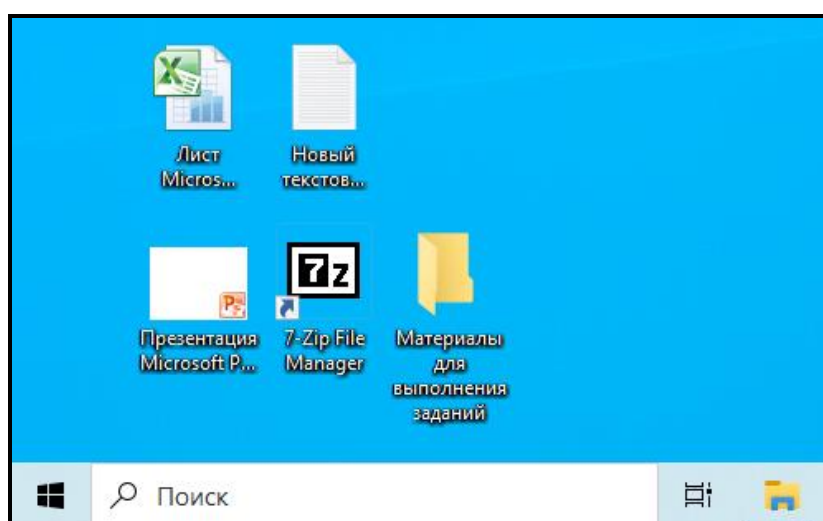 Лист
Micros...
Новый
текстов...
Презентация
Microsoft P...
7-Zip File
Manager
Материалы
для
выполнения
заданий
Поиск